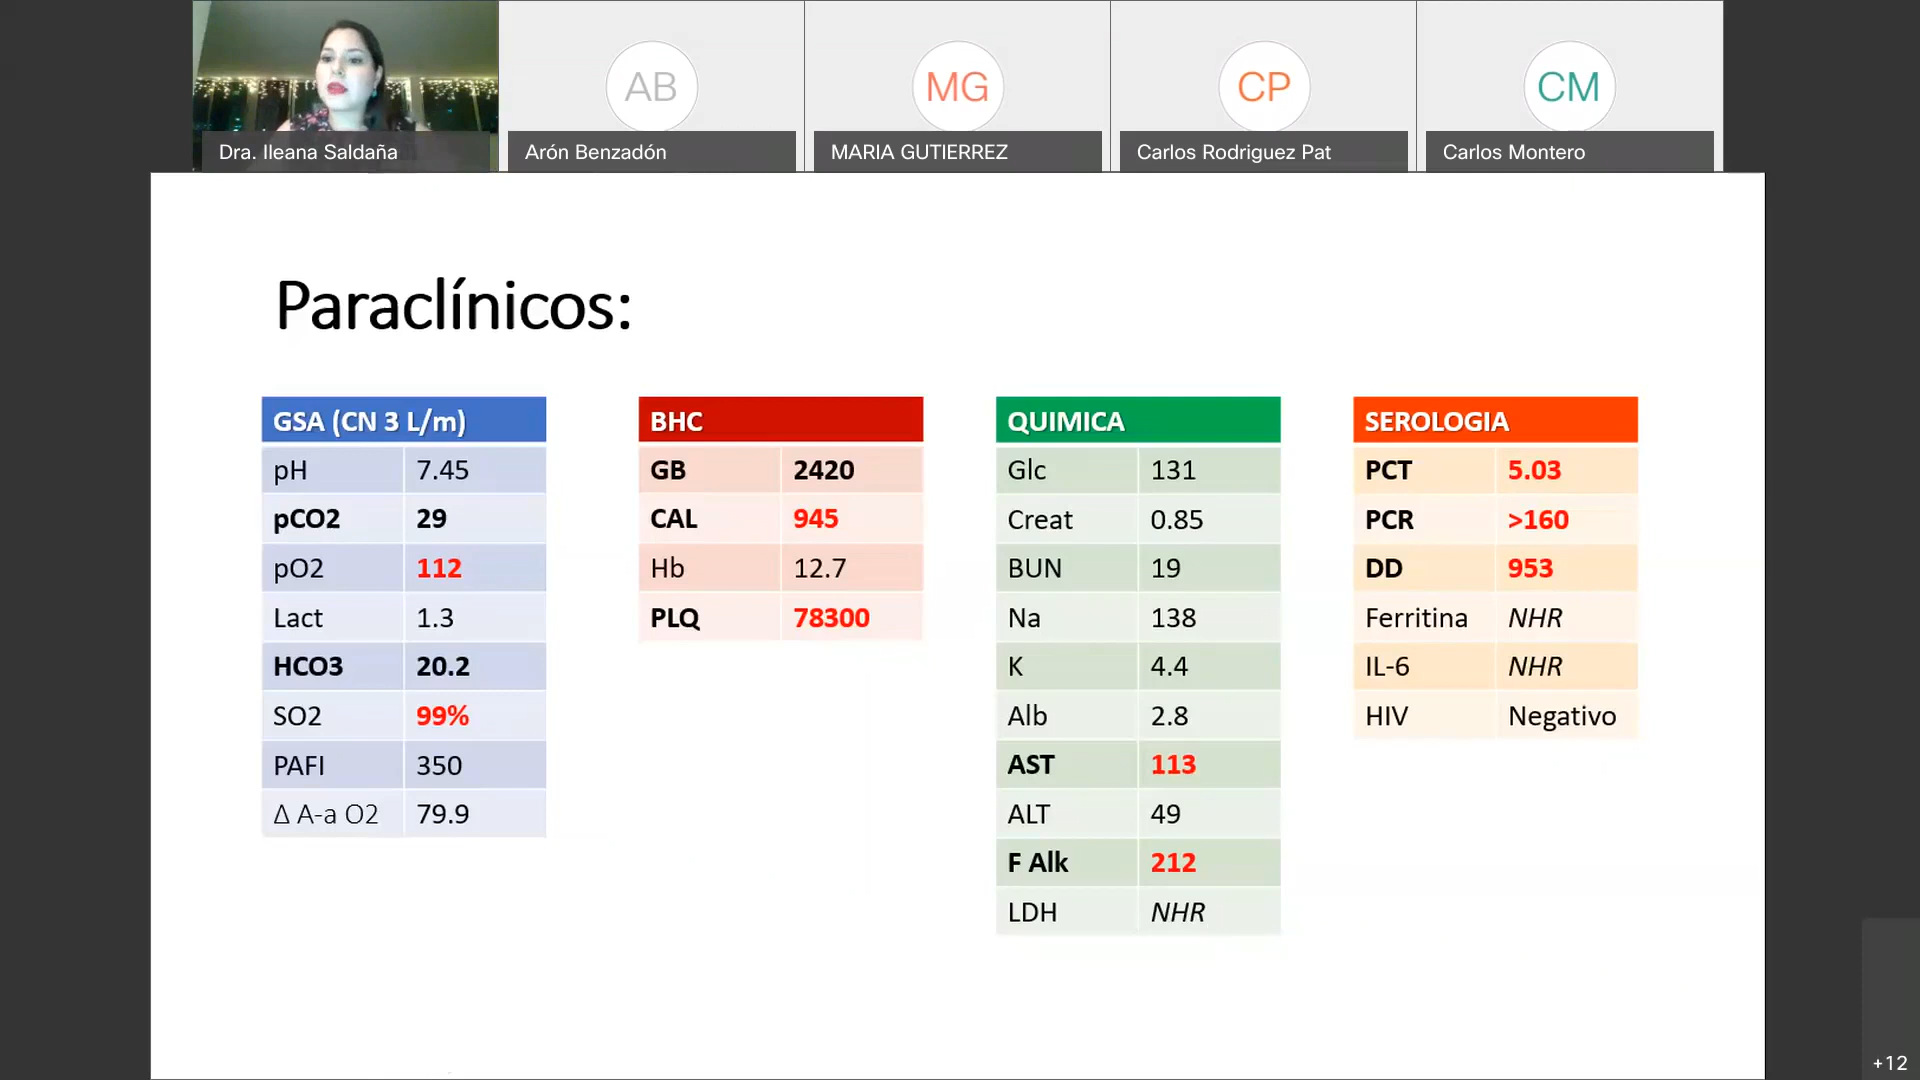 AB
MG
CP
CM
Dra. Ileana Saldaña
Arón Benzadón
MARIA GUTIERREZ
Carlos Rodriguez Pat
Carlos Montero
Paraclínicos:
GSA (CN 3 L/m)
pH 7.45
pCO2 29
pO2 112
Lact 1.3
HCO3 20.2
SO2 99%
PAFI 350
Δ A-a O2 79.9
BHC
GB 2420
CAL 945
Hb 12.7
PLQ 78300
QUIMICA
Glc 131
Creat 0.85
BUN 19
Na 138
K 4.4
Alb 2.8
AST 113
ALT 49
F Alk 212
LDH NHR
SEROLOGIA
PCT 5.03
PCR >160
DD 953
Ferritina NHR
IL-6 NHR
HIV Negativo
+12